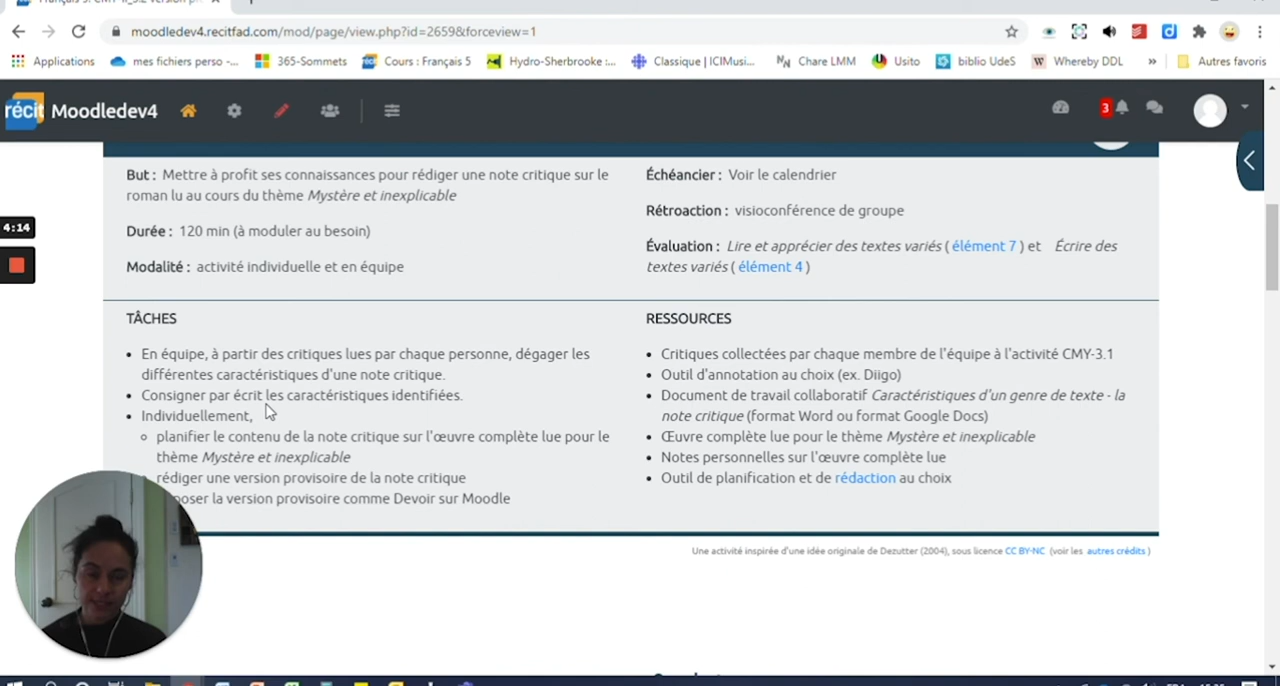 moodledev4.recitfad.com/mod/page/view.php?id=2659&forceview=1
Applications
mes fichiers perso -...
365-Sommets
Cours : Français 5
Hydro-Sherbrooke :...
Classique | ICIMusi...
Chare LMM
Usito
biblio UdeS
Whereby DDL
»
Autres favoris
récit Moodledev4
3
But : Mettre à profit ses connaissances pour rédiger une note critique sur le
roman lu au cours du thème Mystère et inexplicable
Durée : 120 min (à moduler au besoin)
Modalité : activité individuelle et en équipe
Échéancier : Voir le calendrier
Rétroaction : visioconférence de groupe
Évaluation : Lire et apprécier des textes variés ( élément 7 ) et Écrire des
textes variés ( élément 4 )
4:14
TÂCHES
• En équipe, à partir des critiques lues par chaque personne, dégager les
différentes caractéristiques d'une note critique.
• Consigner par écrit les caractéristiques identifiées.
• Individuellement,
planifier le contenu de la note critique sur l'œuvre complète lue pour le
thème Mystère et inexplicable
rédiger une version provisoire de la note critique
poser la version provisoire comme Devoir sur Moodle
RESSOURCES
• Critiques collectées par chaque membre de l'équipe à l'activité CMY-3.1
• Outil d'annotation au choix (ex. Diigo)
• Document de travail collaboratif Caractéristiques d'un genre de texte - la
note critique (format Word ou format Google Docs)
• Œuvre complète lue pour le thème Mystère et inexplicable
• Notes personnelles sur l'œuvre complète lue
• Outil de planification et de rédaction au choix
Une activité inspirée d'une idée originale de Dezutter (2004), sous licence CC BY-NC (voir les autres crédits )